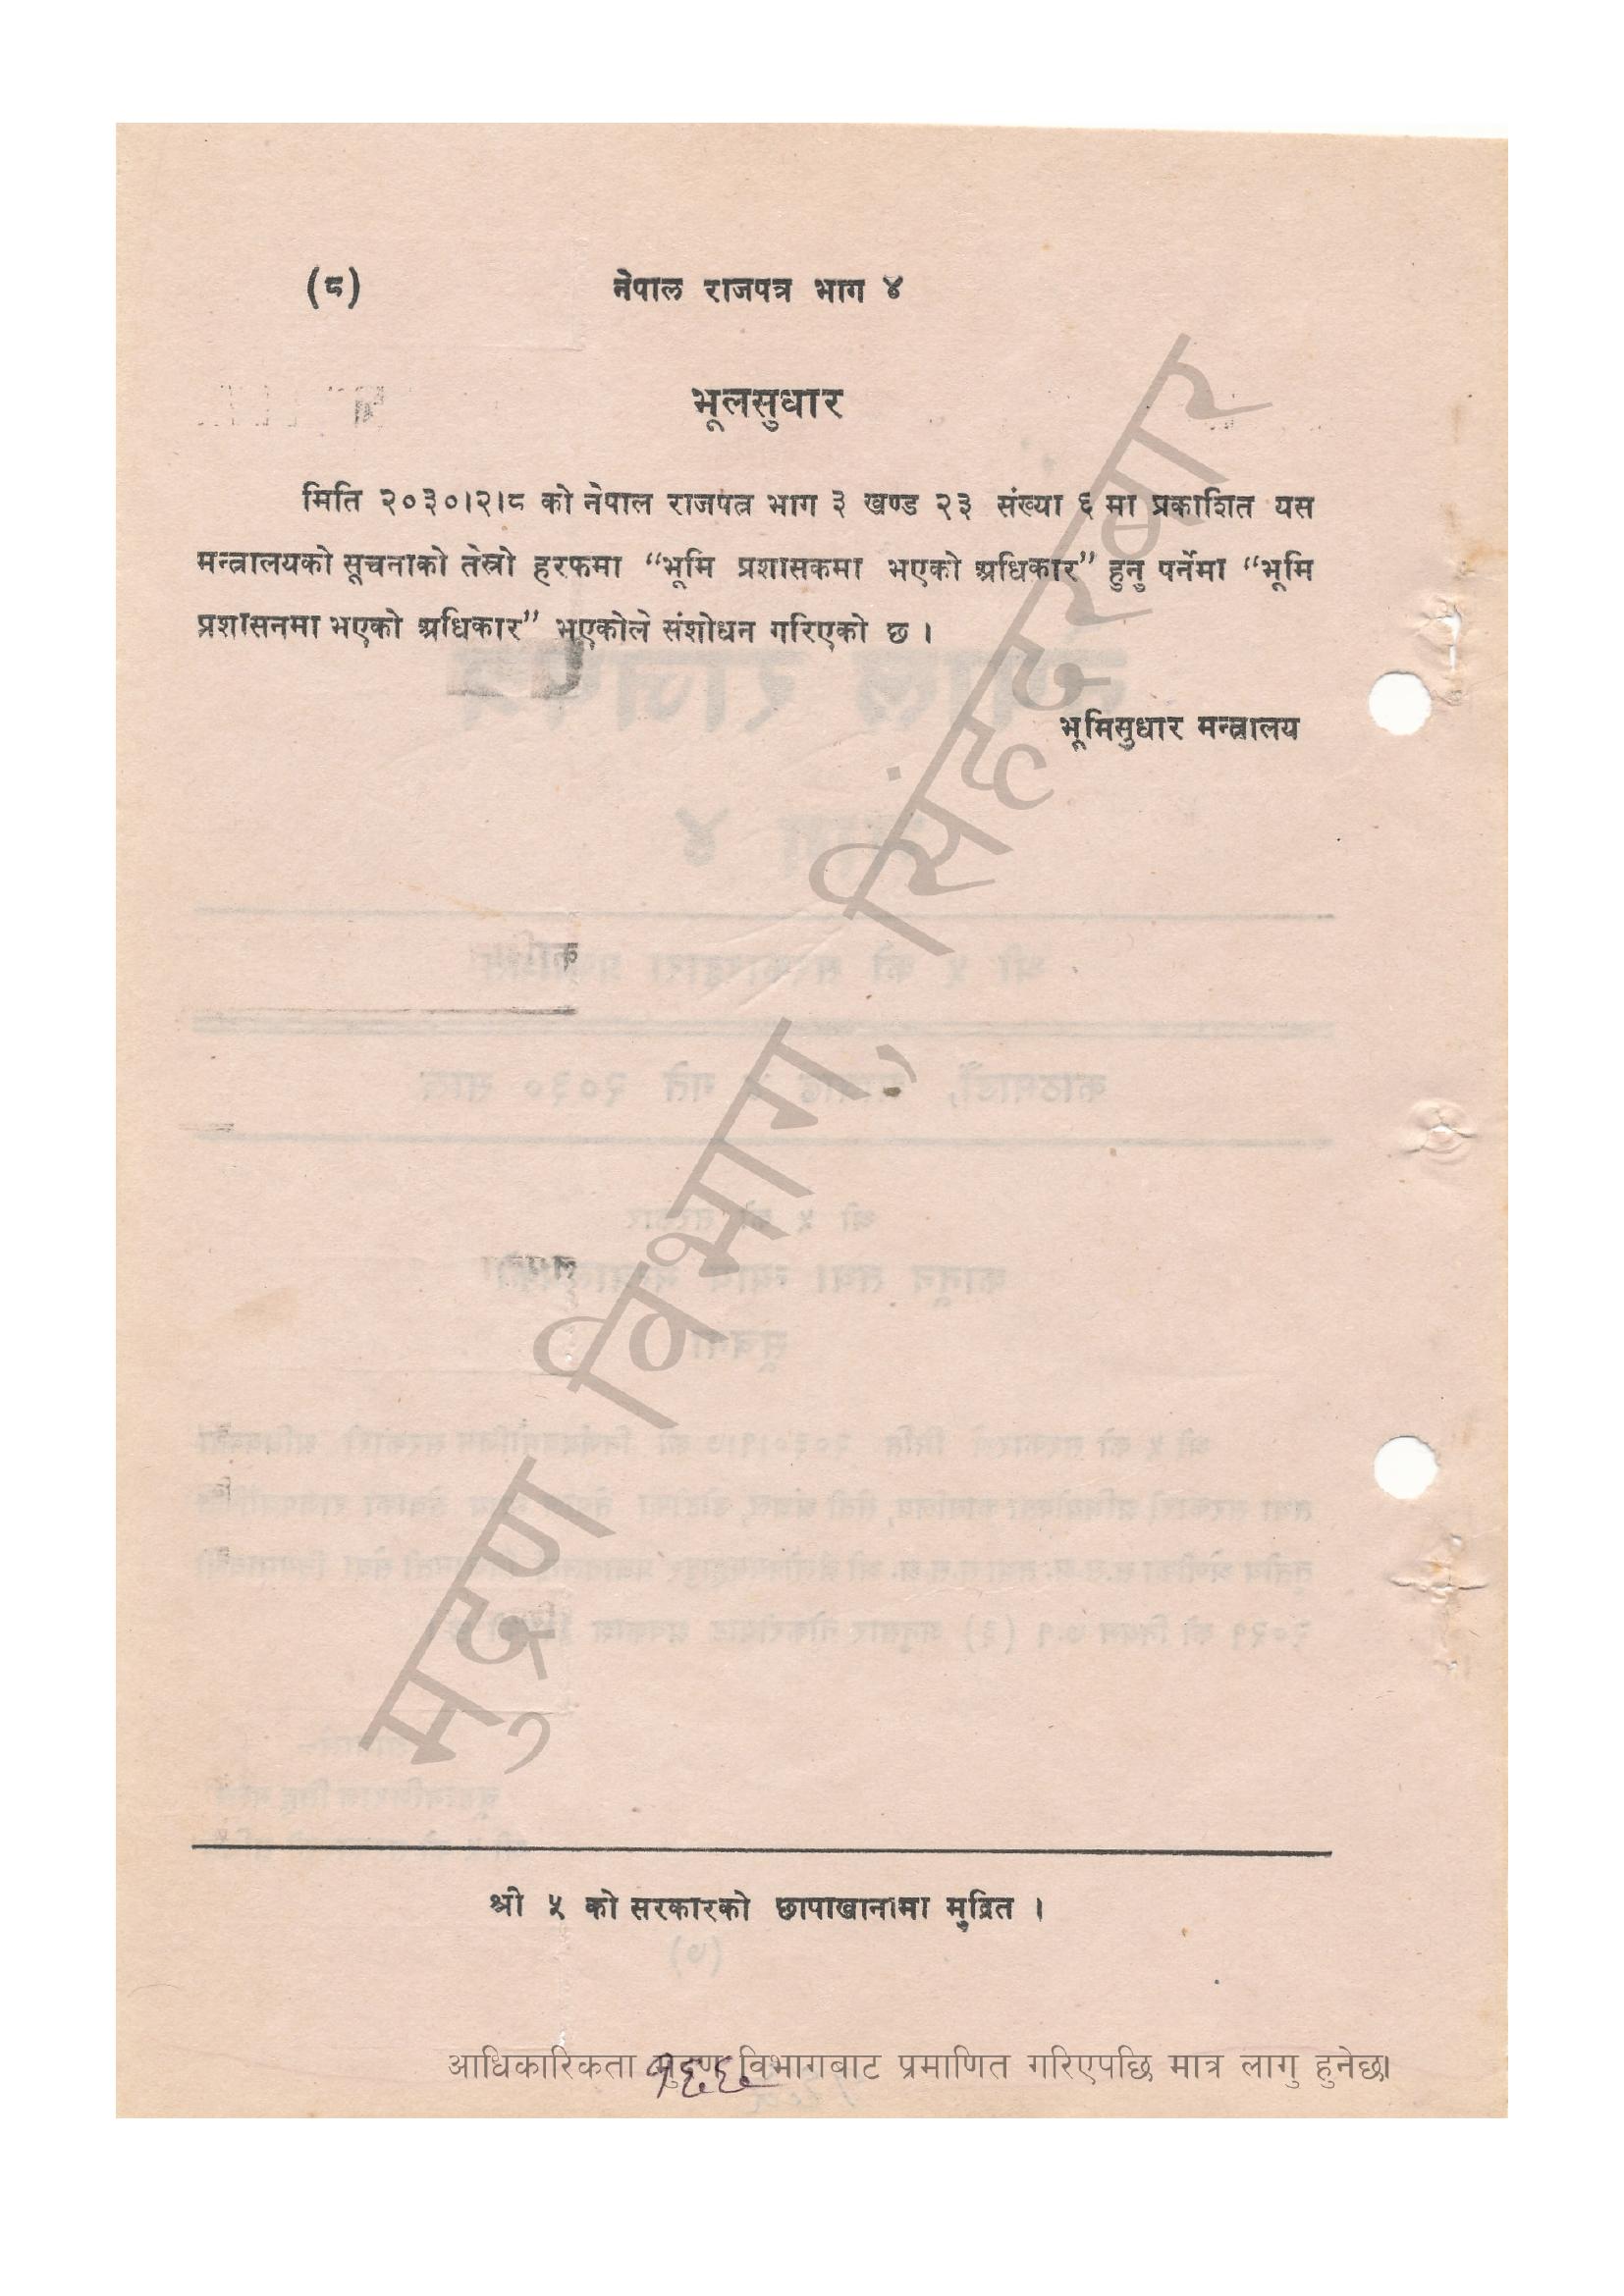 (८) नेपाल राजपत्र भाग ४
भूलसुधार
मिति २०३०।२।८ को नेपाल राजपत्र भाग ३ खण्ड २३ संख्या ६ मा प्रकाशित यस
मन्त्रालयको सूचनाको तेस्रो हरफमा “भूमि प्रशासकमा भएको अधिकार” हुनु पर्नेमा “भूमि
प्रशासनमा भएको अधिकार” भएकोले संशोधन गरिएको छ ।
भूमिसुधार मन्त्रालय
मुद्रण विभाग, सिंहदरबार
श्री ५ को सरकारको छापाखानामा मुद्रित ।
आधिकारिकता मुद्रण विभागबाट प्रमाणित गरिएपछि मात्र लागु हुनेछ।